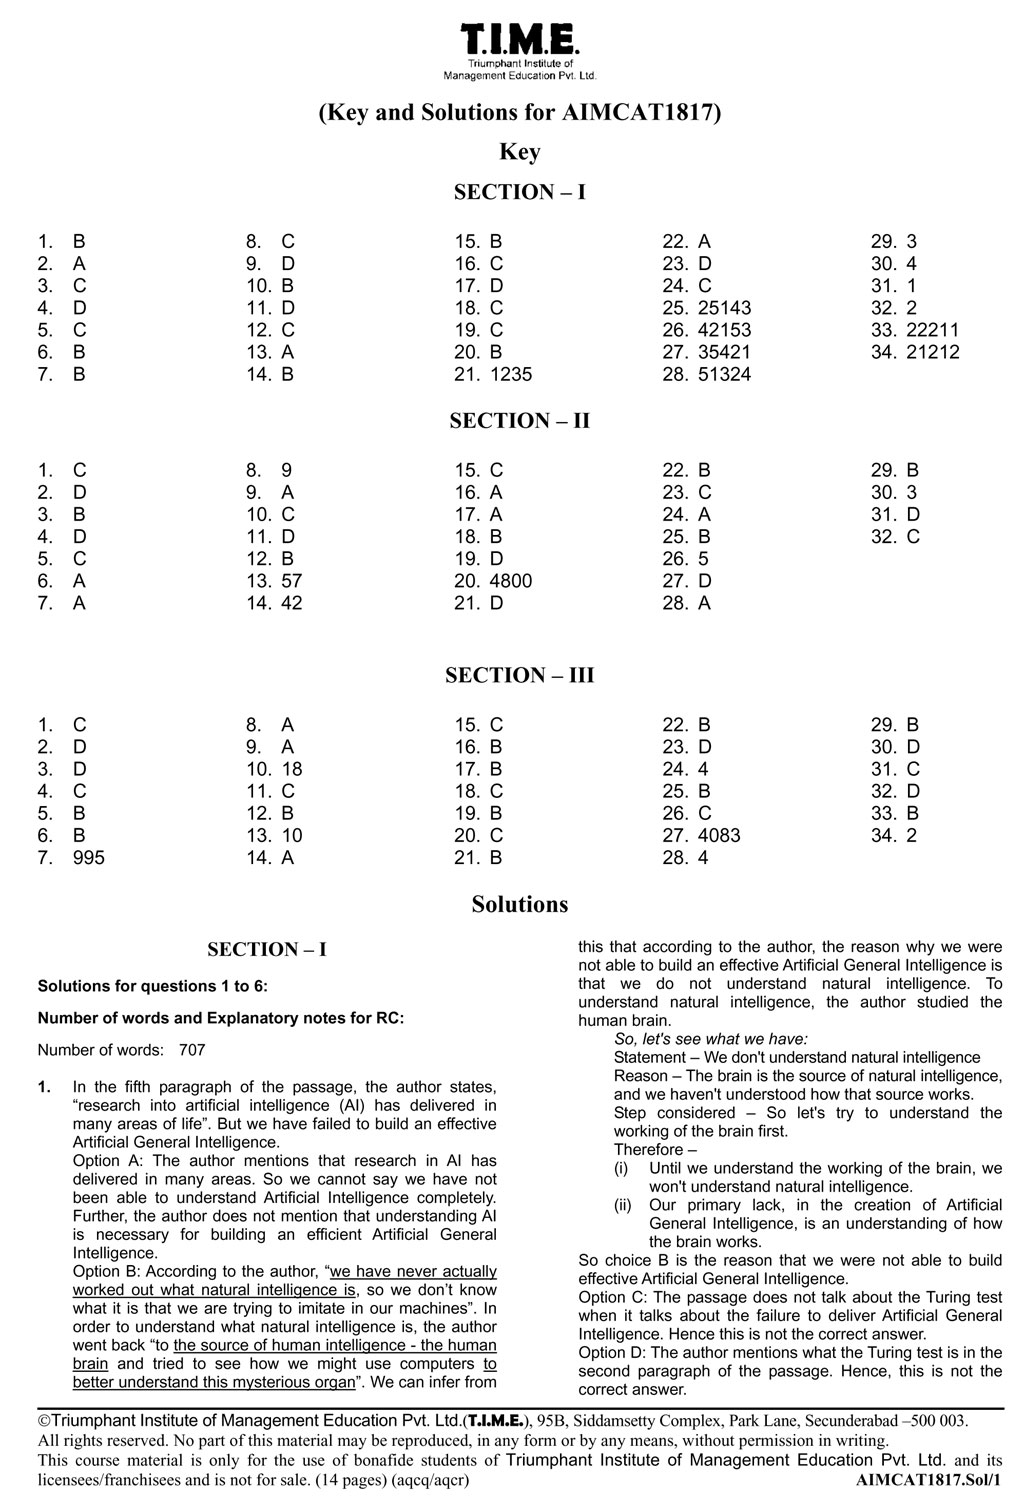 T.I.M.E.
Triumphant Institute of
Management Education Pvt. Ltd.
(Key and Solutions for AIMCAT1817)
Key
SECTION – I
1. B 8. C 15. B 22. A 29. 3
2. A 9. D 16. C 23. D 30. 4
3. C 10. B 17. D 24. C 31. 1
4. D 11. D 18. C 25. 25143 32. 2
5. C 12. C 19. C 26. 42153 33. 22211
6. B 13. A 20. B 27. 35421 34. 21212
7. B 14. B 21. 1235 28. 51324
SECTION – II
1. C 8. 9 15. C 22. B 29. B
2. D 9. A 16. A 23. C 30. 3
3. B 10. C 17. A 24. A 31. D
4. D 11. D 18. B 25. B 32. C
5. C 12. B 19. D 26. 5
6. A 13. 57 20. 4800 27. D
7. A 14. 42 21. D 28. A
SECTION – III
1. C 8. A 15. C 22. B 29. B
2. D 9. A 16. B 23. D 30. D
3. D 10. 18 17. B 24. 4 31. C
4. C 11. C 18. C 25. B 32. D
5. B 12. B 19. B 26. C 33. B
6. B 13. 10 20. C 27. 4083 34. 2
7. 995 14. A 21. B 28. 4
Solutions
SECTION – I
Solutions for questions 1 to 6:
Number of words and Explanatory notes for RC:
Number of words: 707
1. In the fifth paragraph of the passage, the author states,
“research into artificial intelligence (AI) has delivered in
many areas of life”. But we have failed to build an effective
Artificial General Intelligence.
Option A: The author mentions that research in AI has
delivered in many areas. So we cannot say we have not
been able to understand Artificial Intelligence completely.
Further, the author does not mention that understanding AI
is necessary for building an efficient Artificial General
Intelligence.
Option B: According to the author, “we have never actually
worked out what natural intelligence is, so we don’t know
what it is that we are trying to imitate in our machines”. In
order to understand what natural intelligence is, the author
went back “to the source of human intelligence - the human
brain and tried to see how we might use computers to
better understand this mysterious organ”. We can infer from
this that according to the author, the reason why we were
not able to build an effective Artificial General Intelligence is
that we do not understand natural intelligence. To
understand natural intelligence, the author studied the
human brain.
So, let's see what we have:
Statement – We don't understand natural intelligence
Reason – The brain is the source of natural intelligence,
and we haven't understood how that source works.
Step considered – So let's try to understand the
working of the brain first.
Therefore –
(i) Until we understand the working of the brain, we
won't understand natural intelligence.
(ii) Our primary lack, in the creation of Artificial
General Intelligence, is an understanding of how
the brain works.
So choice B is the reason that we were not able to build
effective Artificial General Intelligence.
Option C: The passage does not talk about the Turing test
when it talks about the failure to deliver Artificial General
Intelligence. Hence this is not the correct answer.
Option D: The author mentions what the Turing test is in the
second paragraph of the passage. Hence, this is not the
correct answer.
©Triumphant Institute of Management Education Pvt. Ltd.(T.I.M.E.), 95B, Siddamsetty Complex, Park Lane, Secunderabad –500 003.
All rights reserved. No part of this material may be reproduced, in any form or by any means, without permission in writing.
This course material is only for the use of bonafide students of Triumphant Institute of Management Education Pvt. Ltd. and its
licensees/franchisees and is not for sale. (14 pages) (aqcq/aqcr) AIMCAT1817.Sol/1